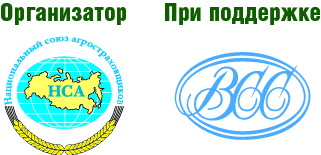 Организатор
При поддержке
Национальный союз агростраховщиков
НСА
ВСС